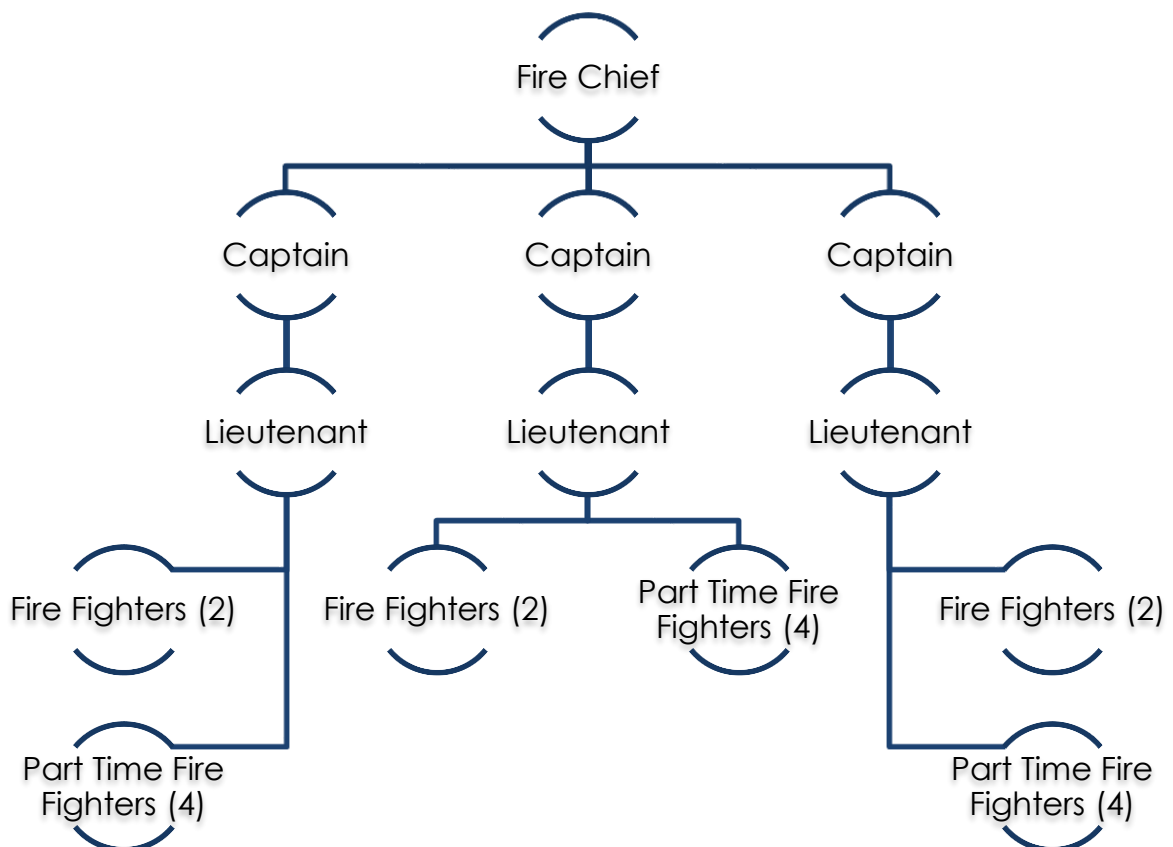 Fire Chief
Captain
Captain
Captain
Lieutenant
Lieutenant
Lieutenant
Fire Fighters (2)
Fire Fighters (2)
Part Time Fire
Fighters (4)
Fire Fighters (2)
Part Time Fire
Fighters (4)
Part Time Fire
Fighters (4)